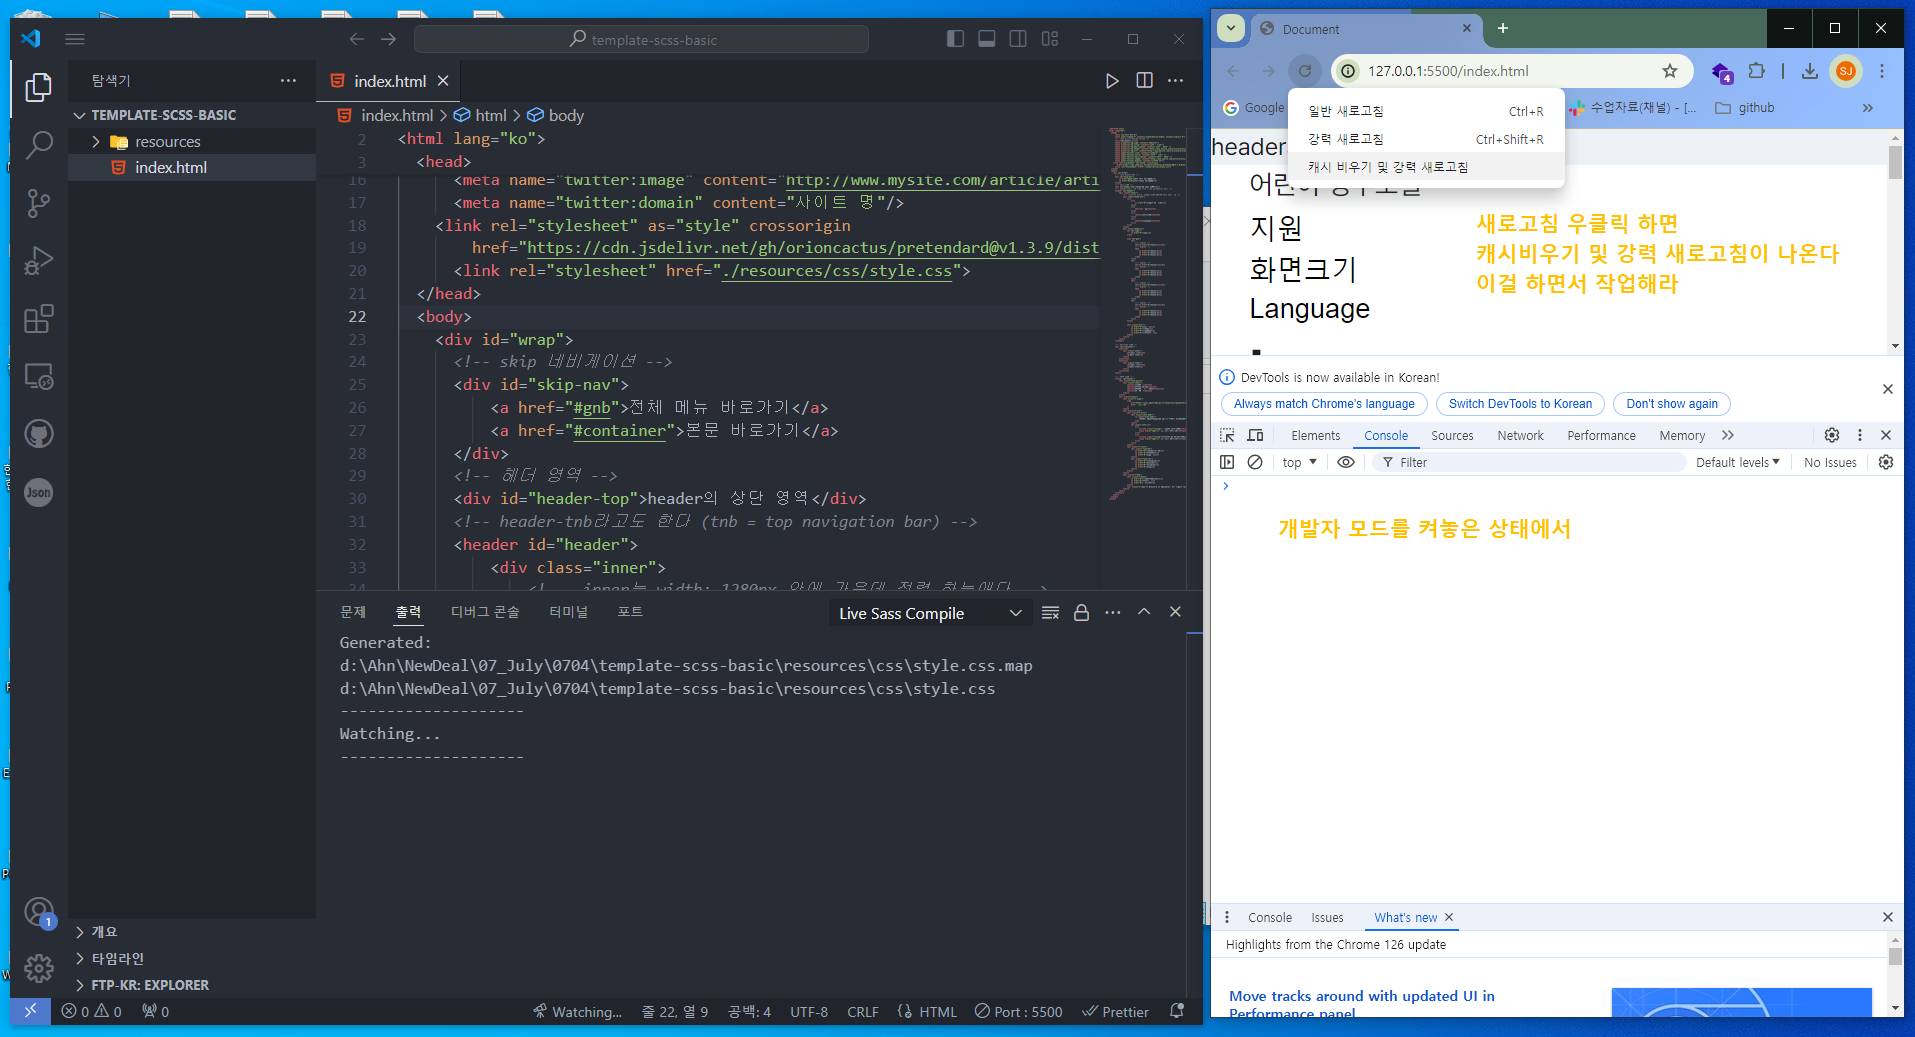 template-scss-basic
탐색기
TEMPLATE-SCSS-BASIC
resources
index.html
index.html
index.html > html > body
2 <html lang="ko">
3 <head>
16 <meta name="twitter:image" content="http://www.mysite.com/article/arti
17 <meta name="twitter:domain" content="사이트 명"/>
18 <link rel="stylesheet" as="style" crossorigin
19 href="https://cdn.jsdelivr.net/gh/orioncactus/pretendard@v1.3.9/dist
20 <link rel="stylesheet" href="./resources/css/style.css">
21 </head>
22 <body>
23 <div id="wrap">
24 <!-- skip 네비게이션 -->
25 <div id="skip-nav">
26 <a href="#gnb">전체 메뉴 바로가기</a>
27 <a href="#container">본문 바로가기</a>
28 </div>
29 <!-- 헤더 영역 -->
30 <div id="header-top">header의 상단 영역</div>
31 <!-- header-tnb라고도 한다 (tnb = top navigation bar) -->
32 <header id="header">
33 <div class="inner">
34 inner는 width: 1280px
문제 출력 디버그 콘솔 터미널 포트
Live Sass Compile
Generated:
d:\Ahn\NewDeal\07_July\0704\template-scss-basic\resources\css\style.css.map
d:\Ahn\NewDeal\07_July\0704\template-scss-basic\resources\css\style.css
--------------------
Watching...
--------------------
Json
1
개요
타임라인
FTP-KR: EXPLORER
0 0 0
Watching... 줄 22, 열 9 공백: 4 UTF-8 CRLF HTML Port : 5500 Prettier
Document
127.0.0.1:5500/index.html
4
SJ
Google
수업자료(채널) - [...
github
일반 새로고침 Ctrl+R
강력 새로고침 Ctrl+Shift+R
캐시 비우기 및 강력 새로고침
header
지원
화면크기
Language
새로고침 우클릭 하면
캐시비우기 및 강력 새로고침이 나온다
이걸 하면서 작업해라
DevTools is now available in Korean!
Always match Chrome's language Switch DevTools to Korean Don't show again
Elements Console Sources Network Performance Memory
top Filter Default levels No Issues
개발자 모드를 켜놓은 상태에서
Console Issues What's new
Highlights from the Chrome 126 update
Move tracks around with updated UI in
Performance panel